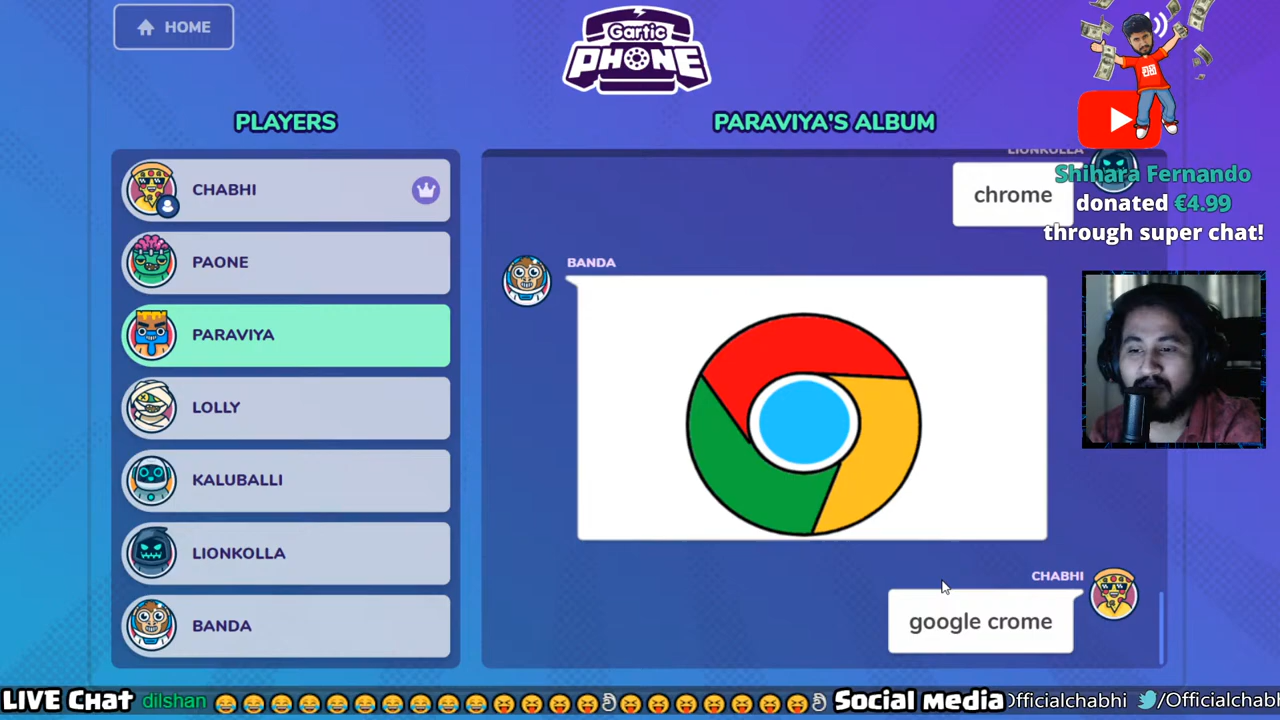 HOME
Gartic
PHONE
PLAYERS
PARAVIYA'S ALBUM
CHABHI
PAONE
PARAVIYA
LOLLY
KALUBALLI
LIONKOLLA
BANDA
LIONKOLLA
chrome
BANDA
CHABHI
google crome
Shihara Fernando
donated €4.99
through super chat!
LIVE Chat dilshan
Social media Officialchabhi /Officialchab